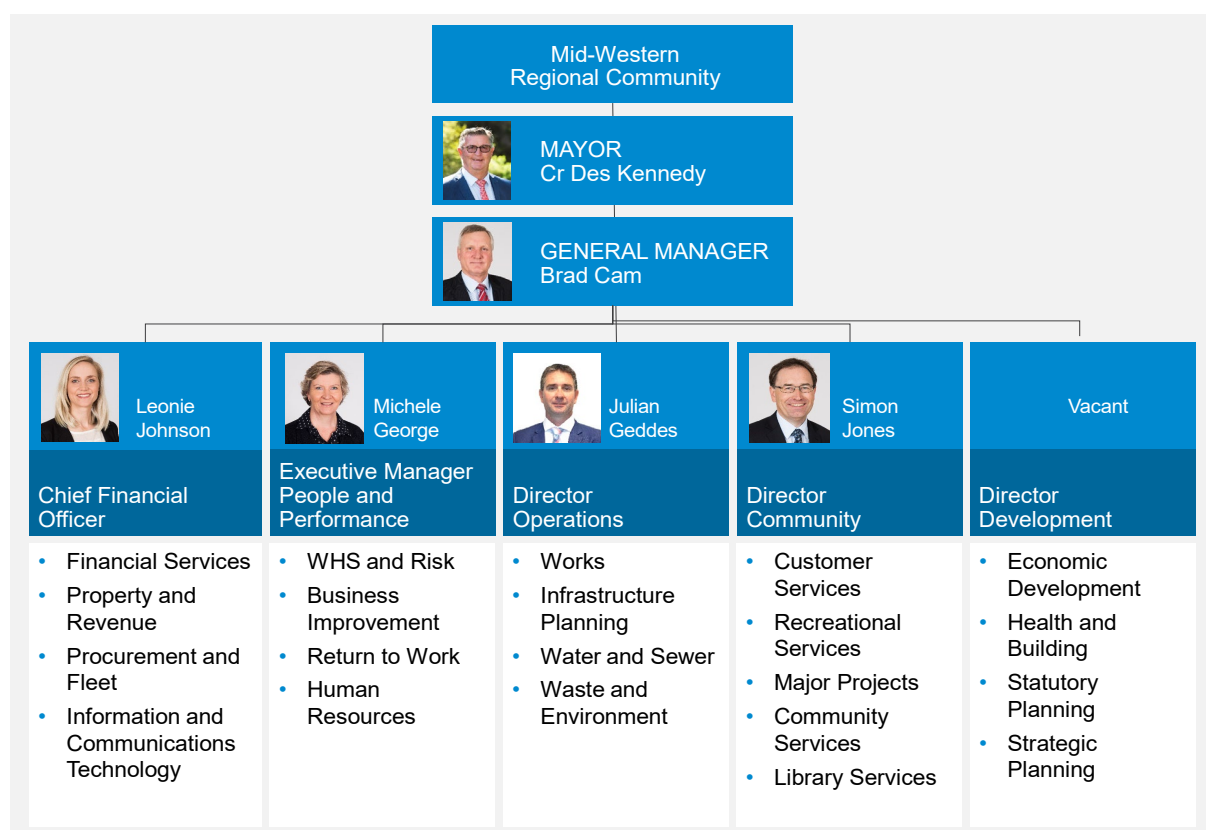 Mid-Western
Regional Community
MAYOR
Cr Des Kennedy
GENERAL MANAGER
Brad Cam
Leonie
Johnson
Chief Financial
Officer
• Financial Services
• Property and
Revenue
• Procurement and
Fleet
• Information and
Communications
Technology
Michele
George
Executive Manager
People and
Performance
• WHS and Risk
• Business
Improvement
• Return to Work
• Human
Resources
Julian
Geddes
Director
Operations
• Works
• Infrastructure
Planning
• Water and Sewer
• Waste and
Environment
Simon
Jones
Director
Community
• Customer
Services
• Recreational
Services
• Major Projects
• Community
Services
• Library Services
Vacant
Director
Development
• Economic
Development
• Health and
Building
• Statutory
Planning
• Strategic
Planning